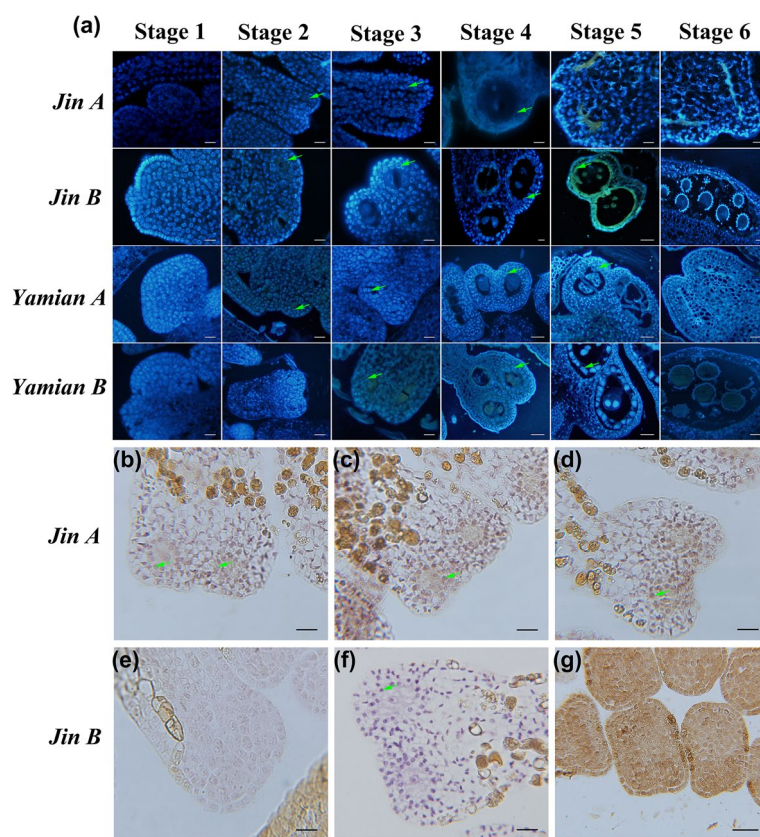 (a) Stage 1 Stage 2 Stage 3 Stage 4 Stage 5 Stage 6
Jin A
Jin B
Yamian A
Yamian B
(b) (c) (d)
Jin A
(e) (f) (g)
Jin B